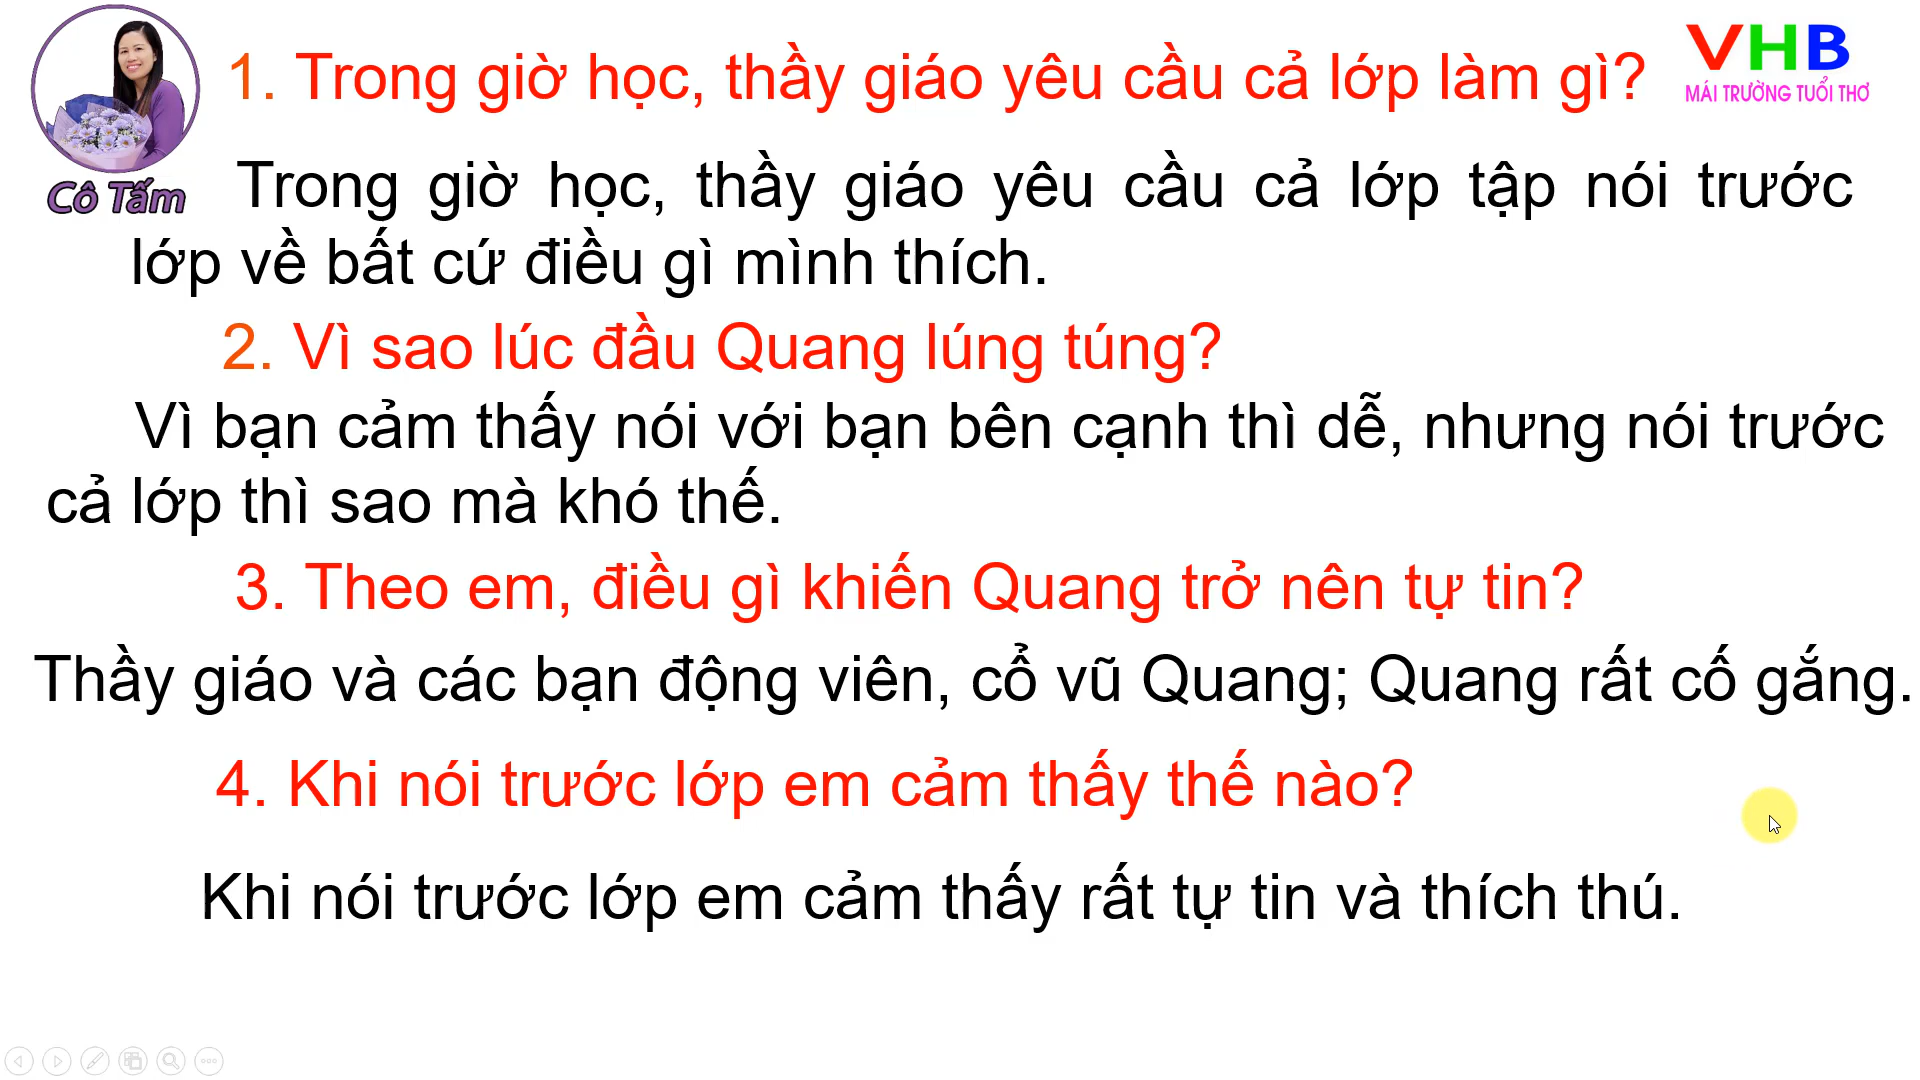 1. Trong giờ học, thầy giáo yêu cầu cả lớp làm gì?
VHB
MÁI TRƯỜNG TUỔI THƠ
Cô Tấm
Trong giờ học, thầy giáo yêu cầu cả lớp tập nói trước
lớp về bất cứ điều gì mình thích.
2. Vì sao lúc đầu Quang lúng túng?
Vì bạn cảm thấy nói với bạn bên cạnh thì dễ, nhưng nói trước
cả lớp thì sao mà khó thế.
3. Theo em, điều gì khiến Quang trở nên tự tin?
Thầy giáo và các bạn động viên, cổ vũ Quang; Quang rất cố gắng.
4. Khi nói trước lớp em cảm thấy thế nào?
Khi nói trước lớp em cảm thấy rất tự tin và thích thú.